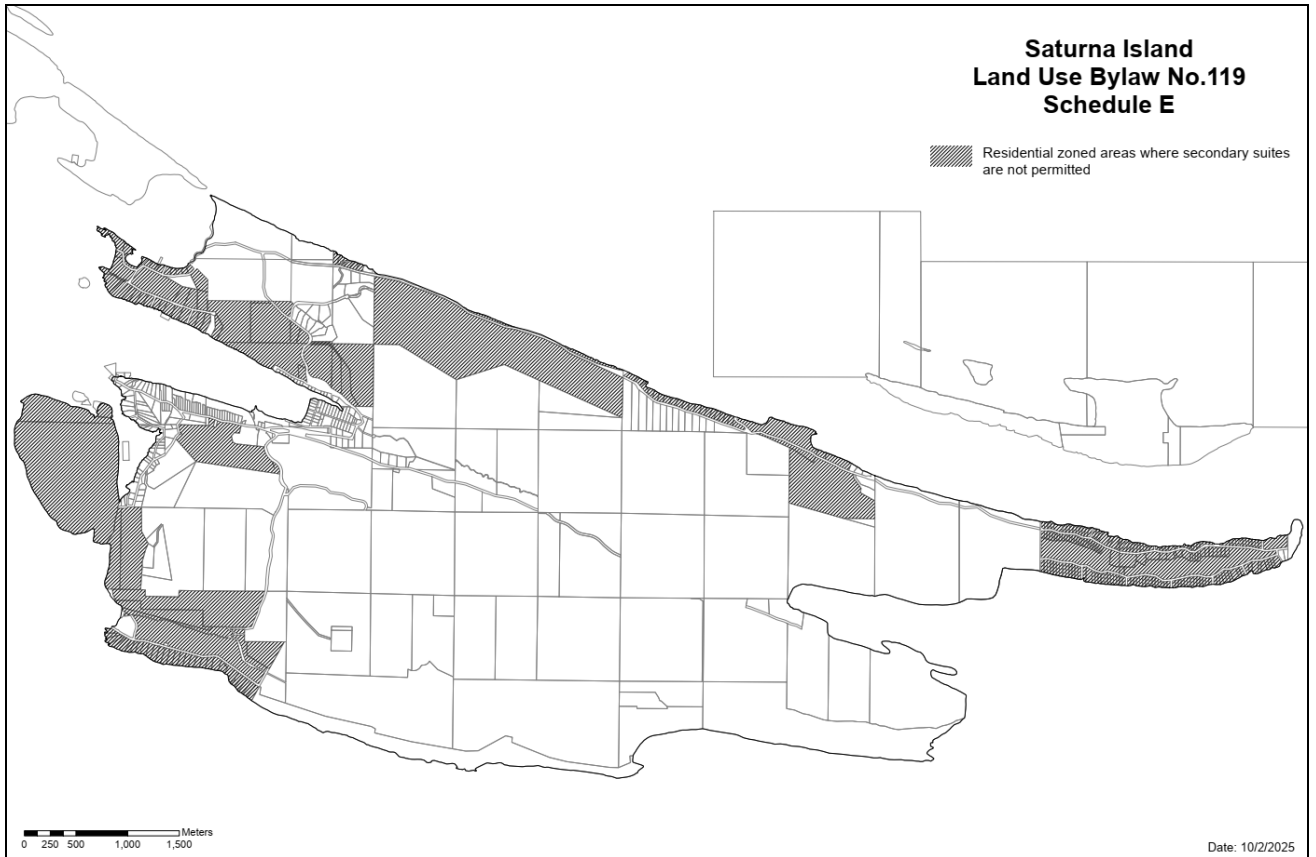 Saturna Island
Land Use Bylaw No.119
Schedule E
Residential zoned areas where secondary suites
are not permitted
Meters
0 250 500 1,000 1,500
Date: 10/2/2025